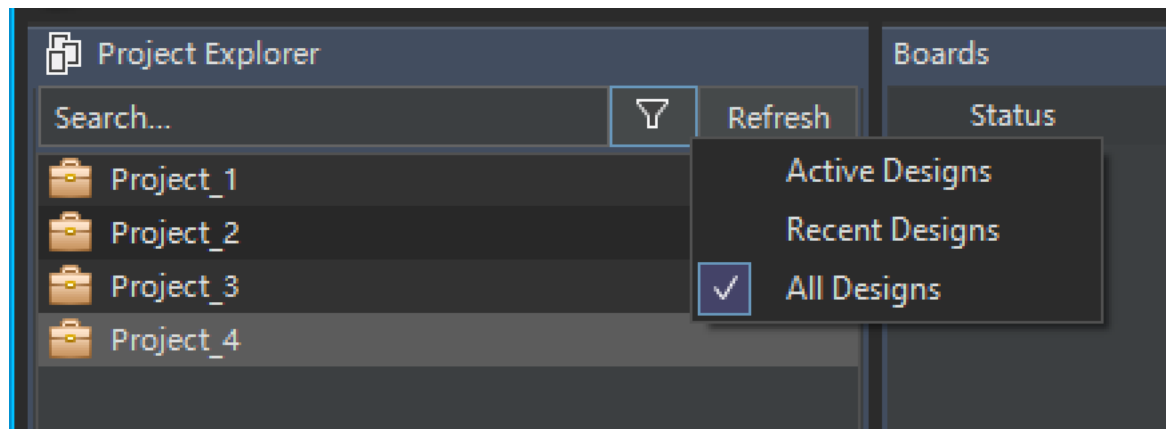 Project Explorer
Boards
Search...
Refresh
Status
Project_1
Project_2
Project_3
Project_4
Active Designs
Recent Designs
All Designs